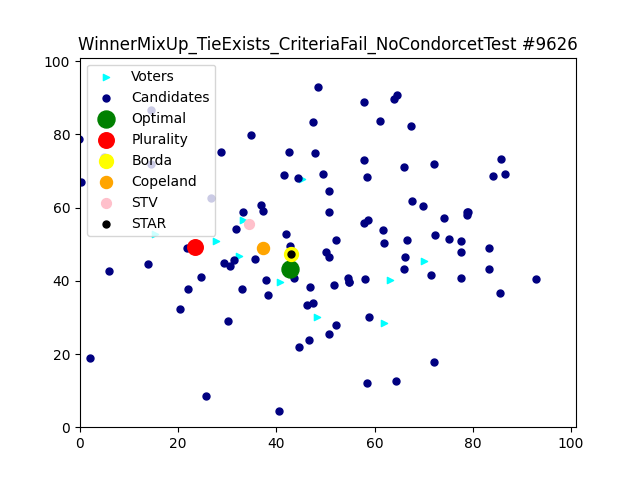 WinnerMixUp_TieExists_CriteriaFail_NoCondorcetTest #9626
100
80
60
40
20
0
0
20
40
60
80
100
Voters
Candidates
Optimal
Plurality
Borda
Copeland
STV
STAR